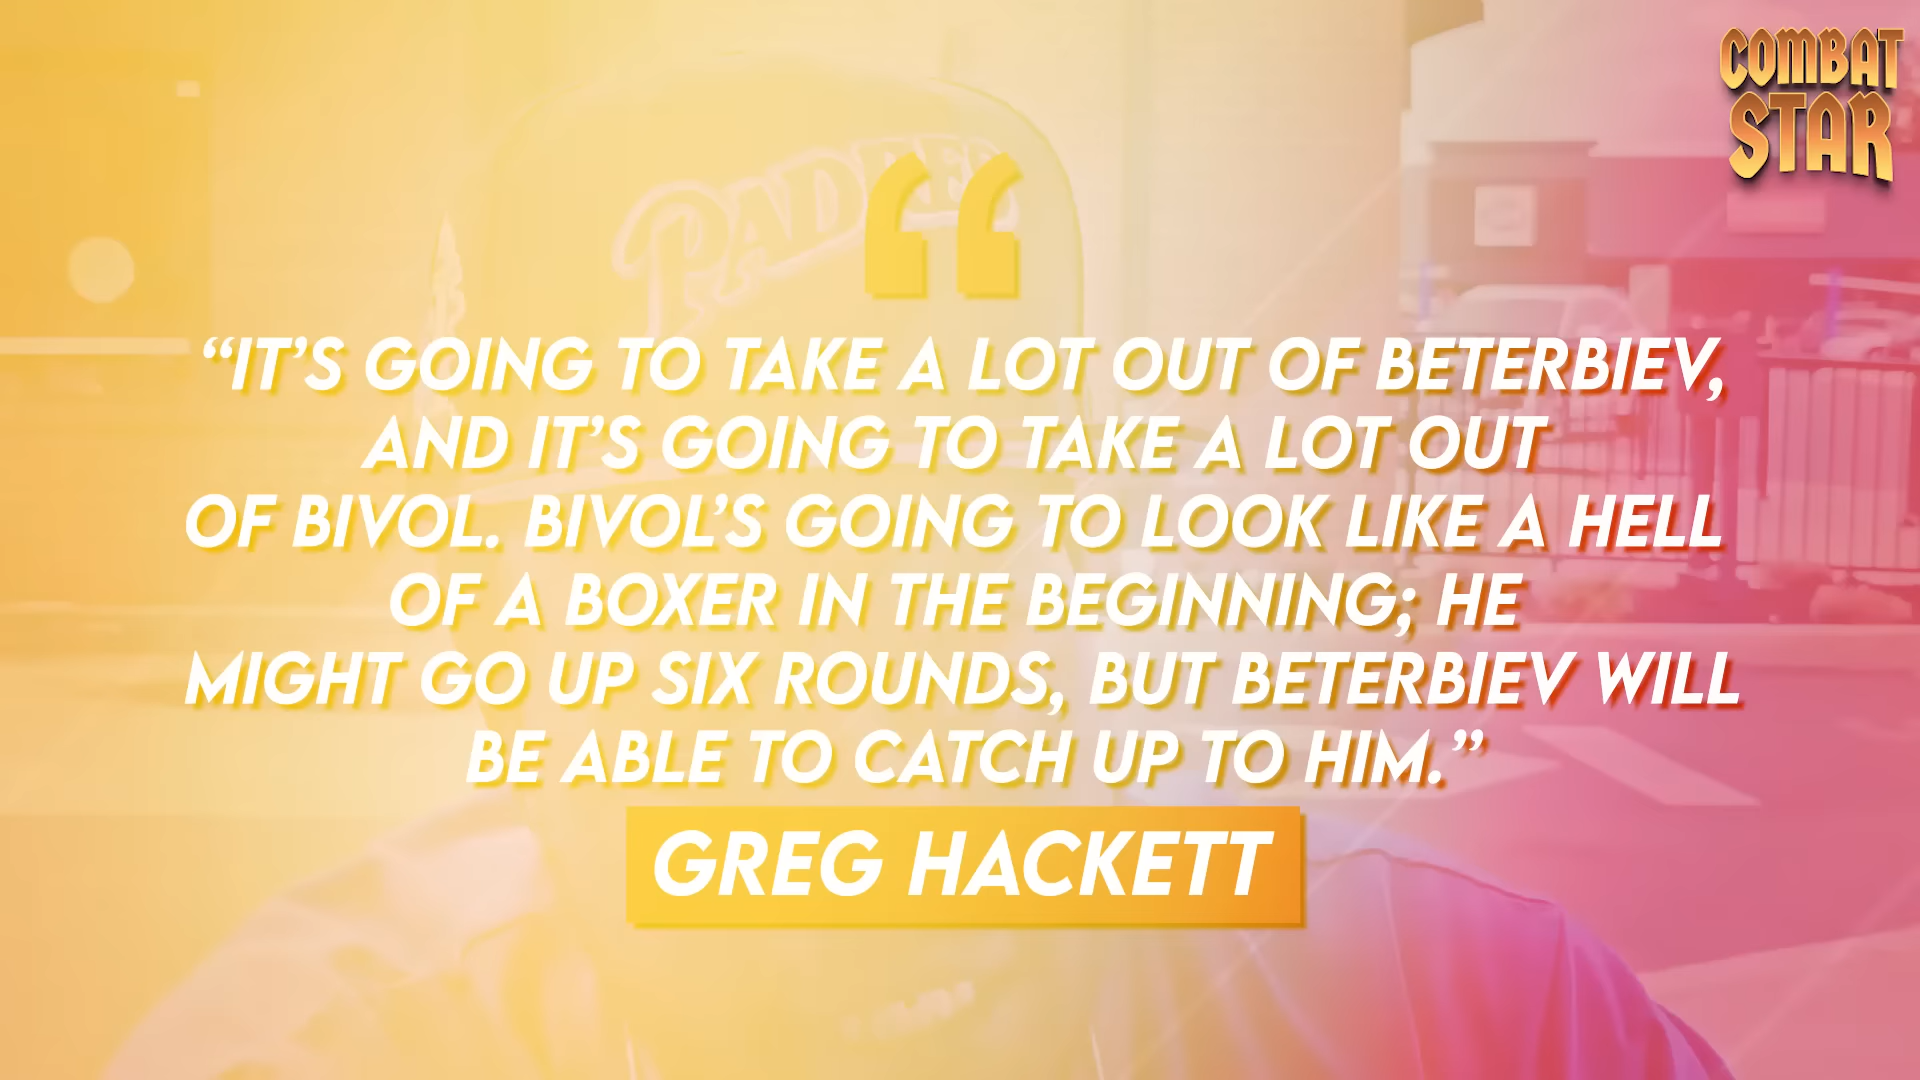 COMBAT
STAR
PADRES
“
“IT’S GOING TO TAKE A LOT OUT OF BETERBIEV,
AND IT’S GOING TO TAKE A LOT OUT
OF BIVOL. BIVOL’S GOING TO LOOK LIKE A HELL
OF A BOXER IN THE BEGINNING; HE
MIGHT GO UP SIX ROUNDS, BUT BETERBIEV WILL
BE ABLE TO CATCH UP TO HIM.”
GREG HACKETT